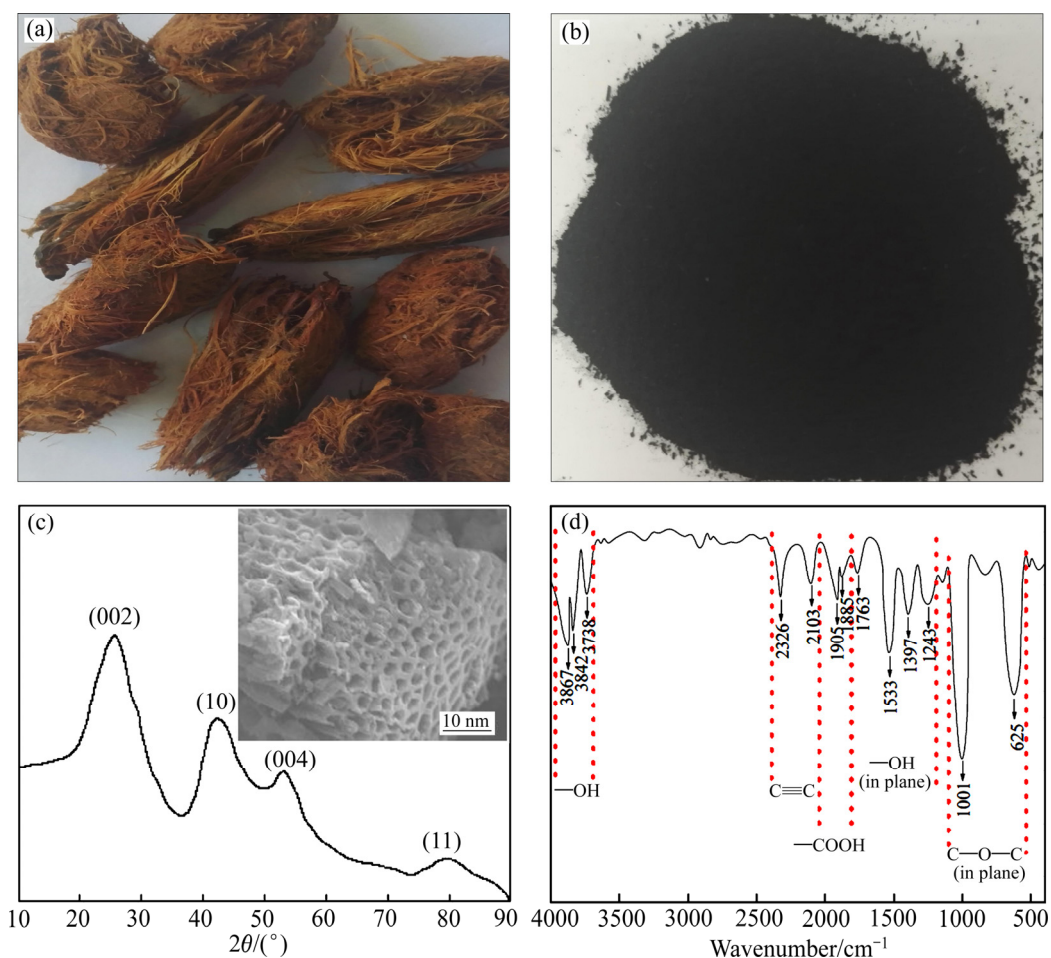 (a)
(b)
(c)
(002)
(10)
(004)
(11)
10 nm
10 20 30 40 50 60 70 80 90
2θ/(°)
(d)
3867
3842
3738
2326
2103
1905
1885
1763
1533
1397
1243
1001
625
—OH
C≡C
—COOH
—OH
(in plane)
C—O—C
(in plane)
4000 3500 3000 2500 2000 1500 1000 500
Wavenumber/cm⁻¹